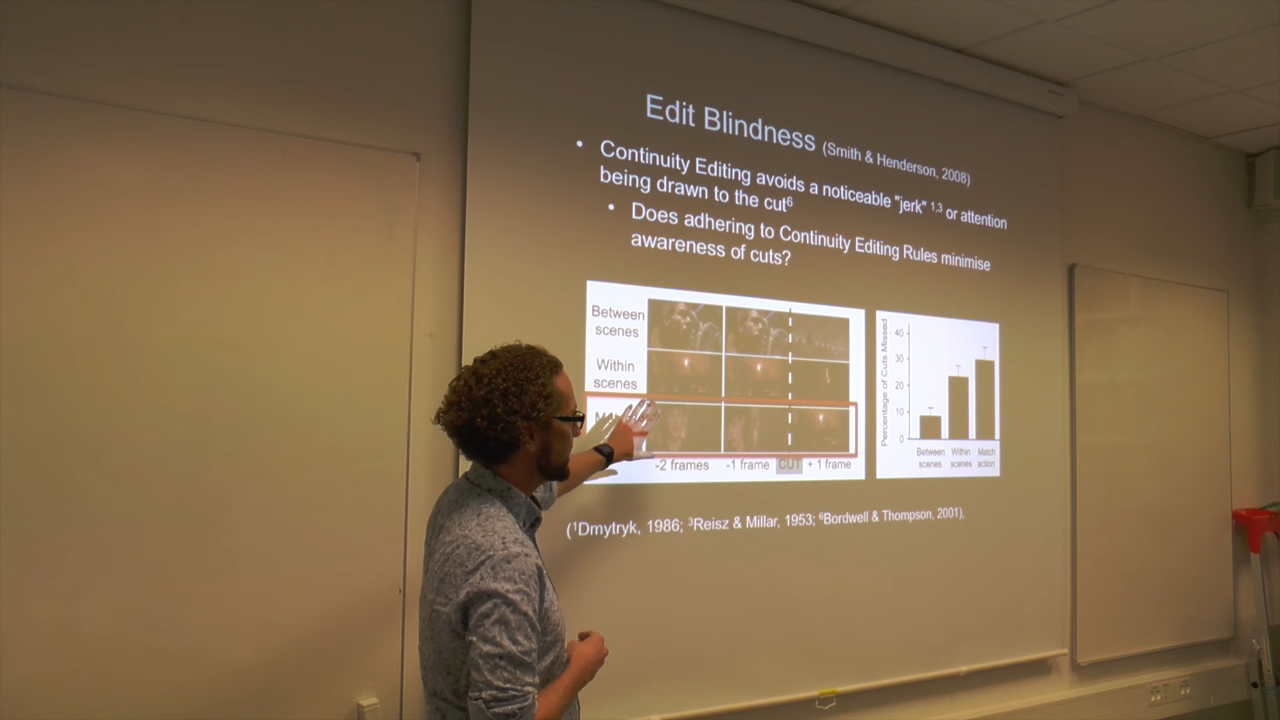 Edit Blindness (Smith & Henderson, 2008)
• Continuity Editing avoids a noticeable "jerk" 1,3 or attention
being drawn to the cut6
• Does adhering to Continuity Editing Rules minimise
awareness of cuts?
Between
scenes
Within
scenes
-2 frames -1 frame CUT + 1 frame
Percentage of Cuts Missed
40
30
20
10
0
Between
scenes
Within
scenes
Match
action
(1Dmytryk, 1986; 3Reisz & Millar, 1953; 6Bordwell & Thompson, 2001).